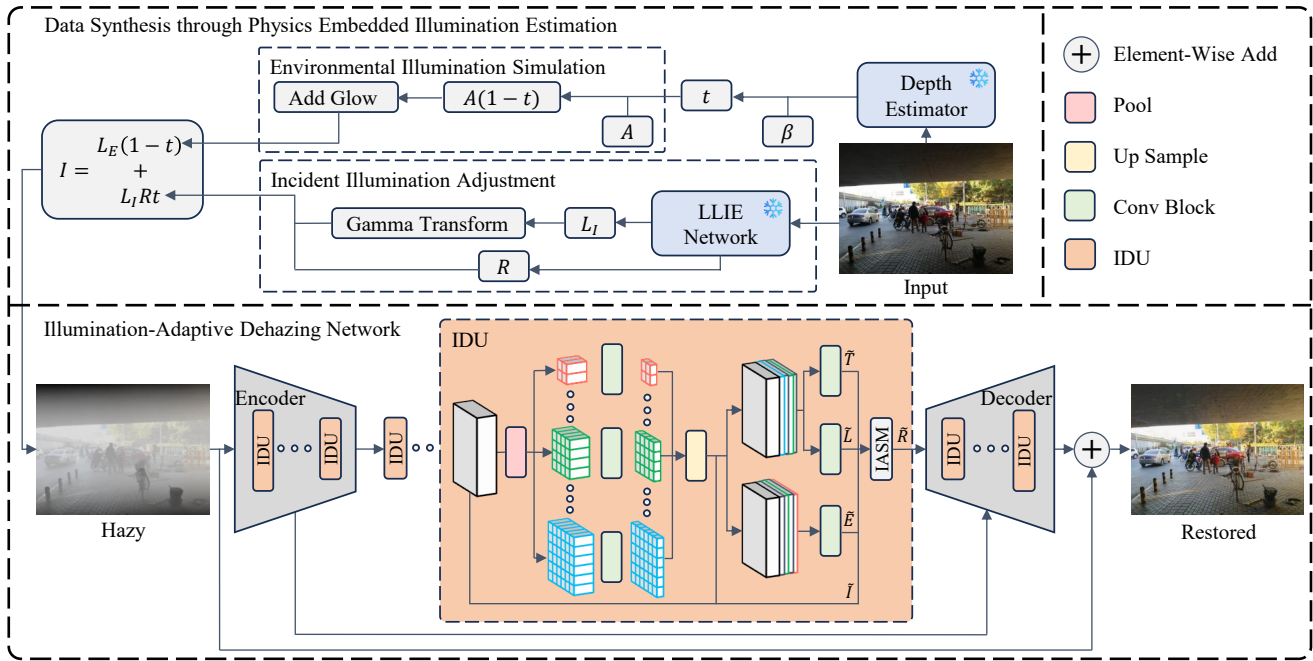 Data Synthesis through Physics Embedded Illumination Estimation
Environmental Illumination Simulation
Add Glow
A(1 − t)
t
A
β
Depth
Estimator
I =
L_E(1 − t)
+
L_I Rt
Incident Illumination Adjustment
Gamma Transform
L_I
LLIE
Network
R
Input
+
Element-Wise Add
Pool
Up Sample
Conv Block
IDU
Illumination-Adaptive Dehazing Network
Hazy
Encoder
IDU
IDU
IDU
IDU
T̃
L̃
Ẽ
Ĩ
IASM
R̃
Decoder
IDU
IDU
+
Restored